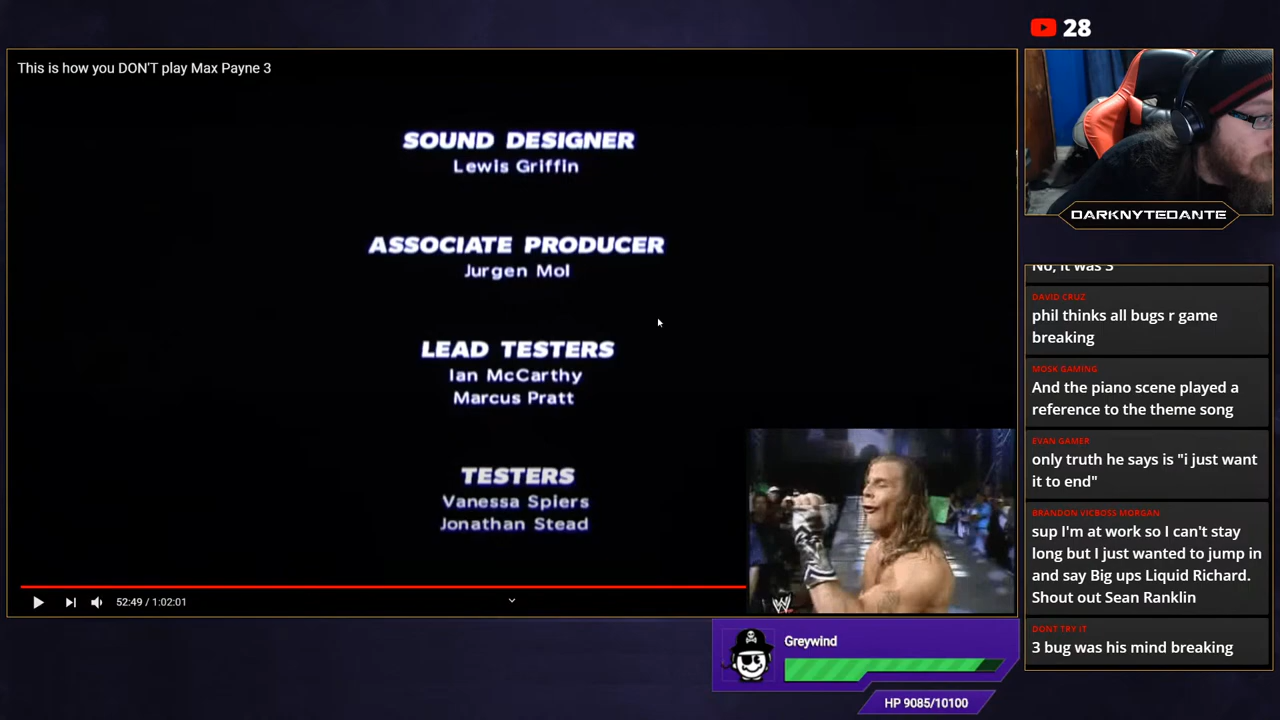 28
This is how you DON'T play Max Payne 3
SOUND DESIGNER
Lewis Griffin
ASSOCIATE PRODUCER
Jurgen Mol
LEAD TESTERS
Ian McCarthy
Marcus Pratt
TESTERS
Vanessa Spiers
Jonathan Stead
52:49 / 1:02:01
W
DARKNYTEDANTE
No, it was 3
DAVID CRUZ
phil thinks all bugs r game
breaking
MOSK GAMING
And the piano scene played a
reference to the theme song
EVAN GAMER
only truth he says is "i just want
it to end"
BRANDON VICBOSS MORGAN
sup I'm at work so I can't stay
long but I just wanted to jump in
and say Big ups Liquid Richard.
Shout out Sean Ranklin
DONT TRY IT
3 bug was his mind breaking
Greywind
HP 9085/10100